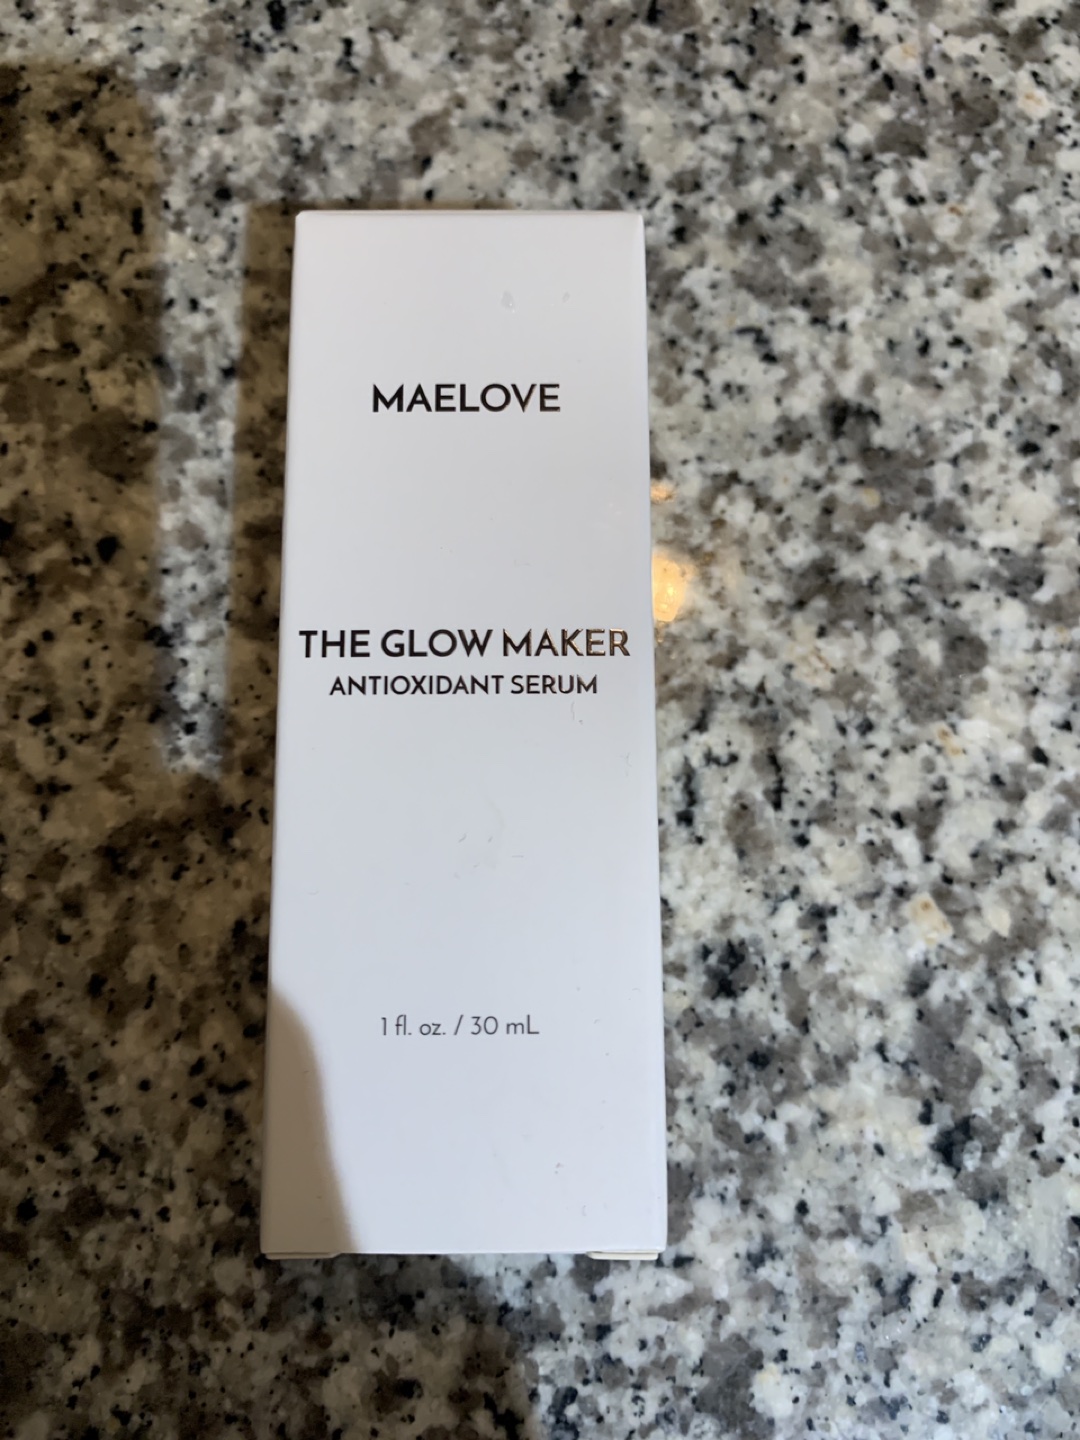 MAELOVE
THE GLOW MAKER
ANTIOXIDANT SERUM
1 fl. oz. / 30 mL